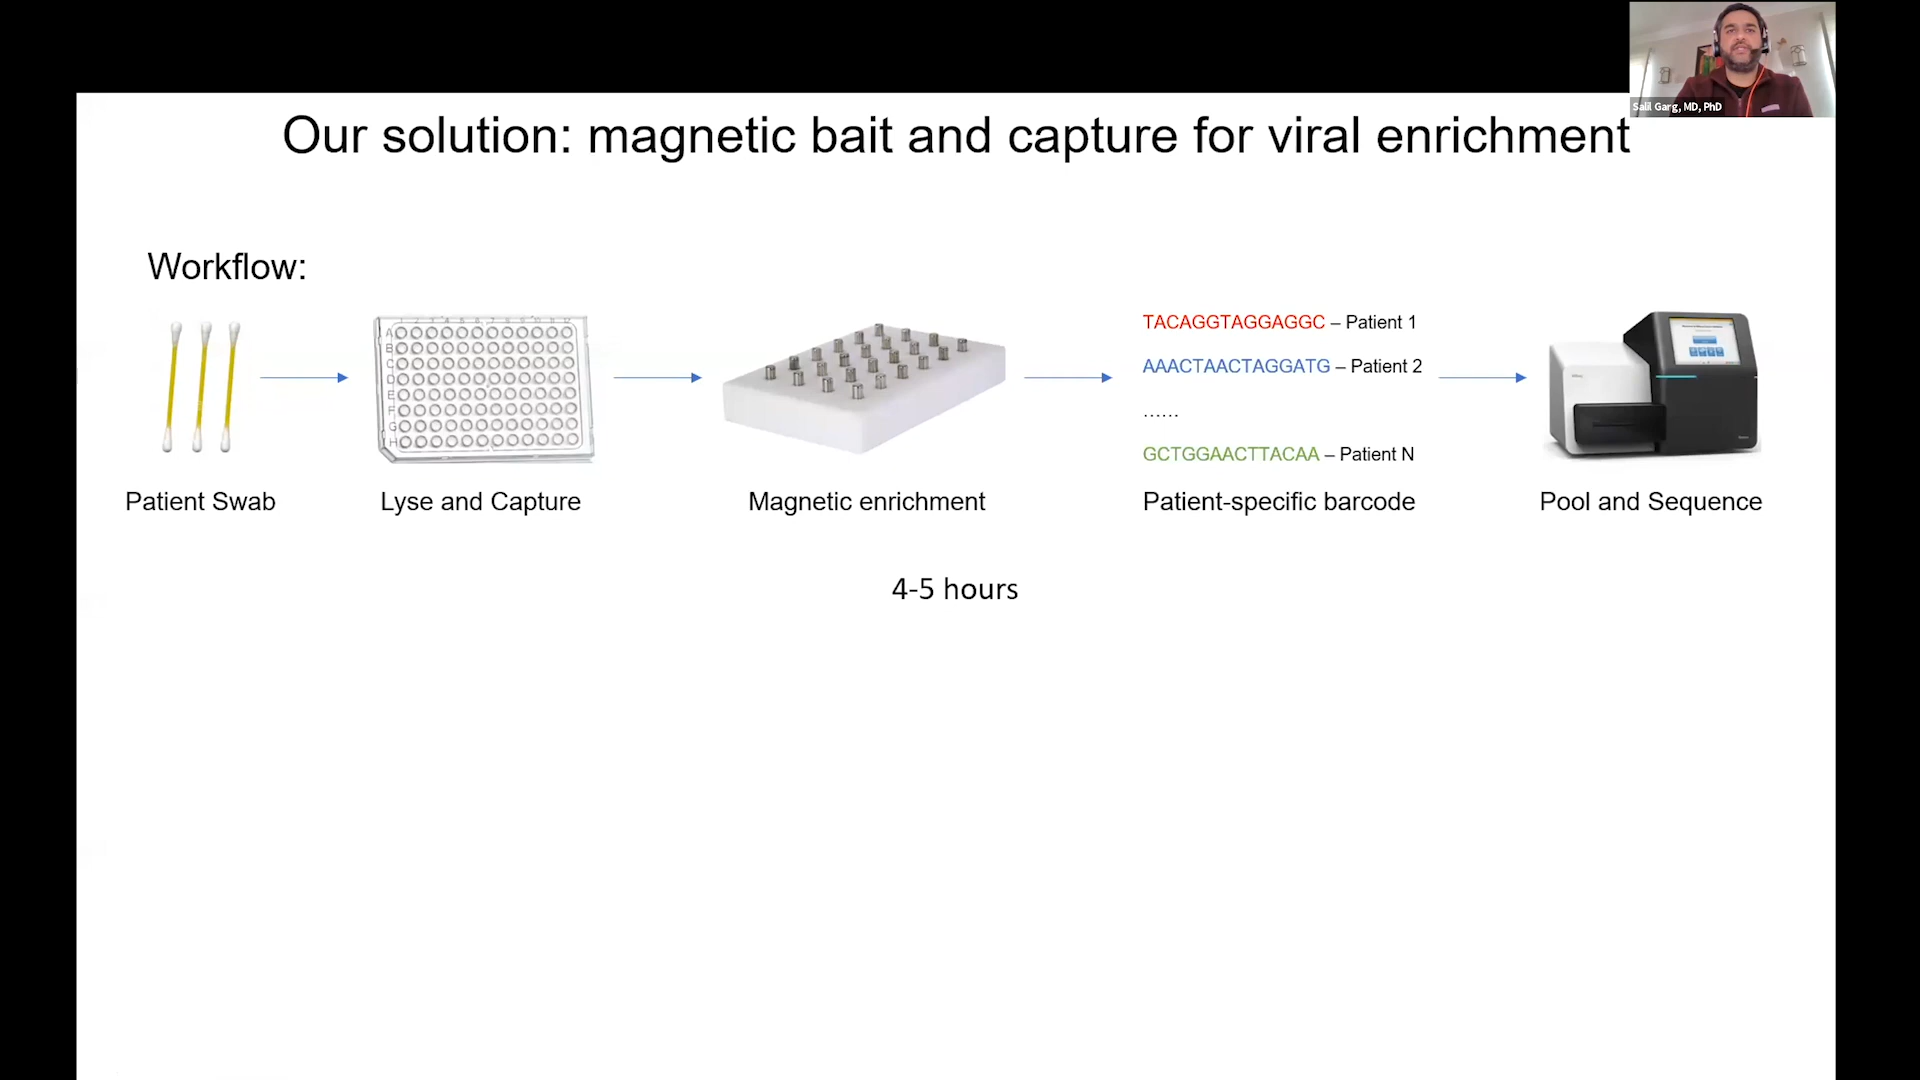 Salil Garg, MD, PhD
Our solution: magnetic bait and capture for viral enrichment
Workflow:
TACAGGTAGGAGGC – Patient 1
AAACTAACTAGGATG – Patient 2
......
GCTGGAACTTACAA – Patient N
Patient Swab
Lyse and Capture
Magnetic enrichment
Patient-specific barcode
Pool and Sequence
4-5 hours